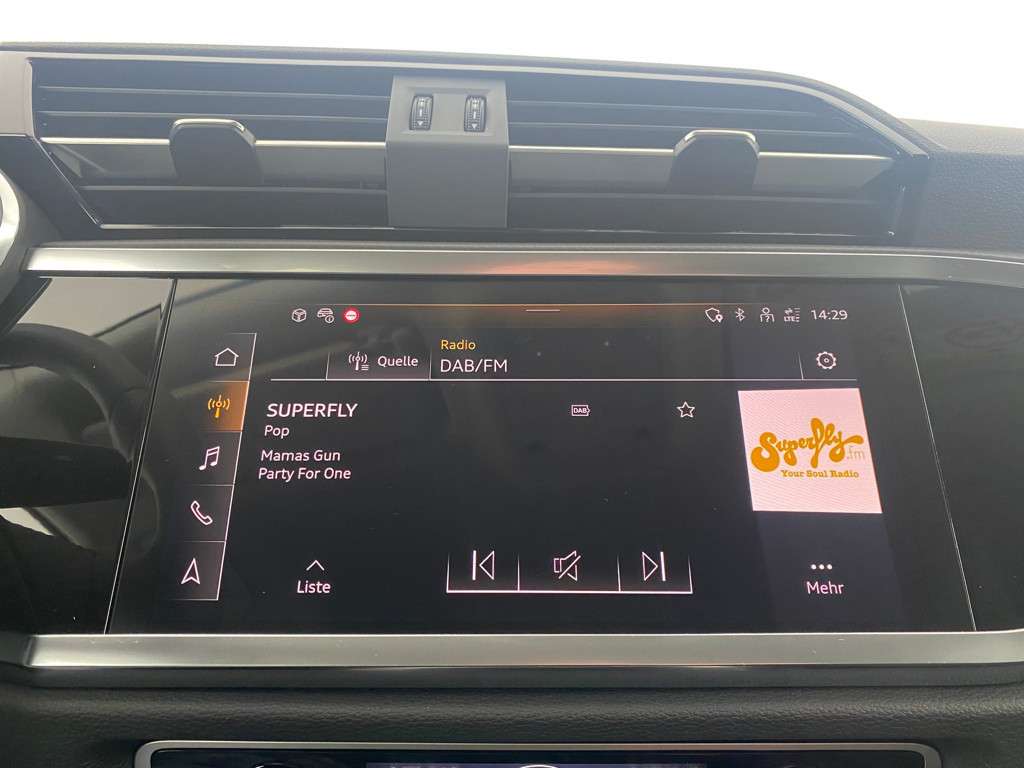 LTE 14:29
Radio
Quelle DAB/FM
SUPERFLY DAB
Pop
Mamas Gun
Party For One
Superfly.fm
Your Soul Radio
Liste
Mehr